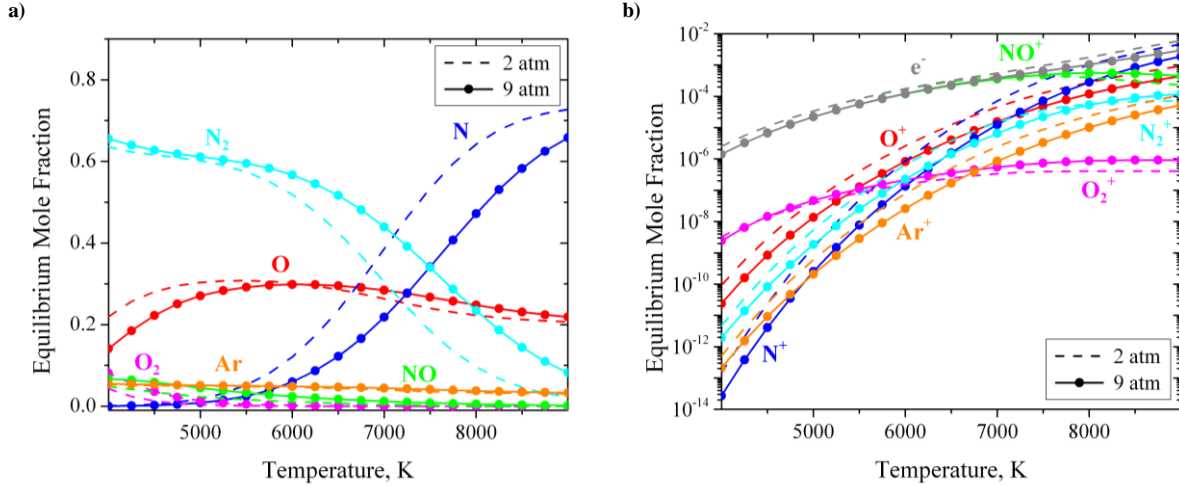 a)
Equilibrium Mole Fraction
0.8
0.6
0.4
0.2
0.0
2 atm
9 atm
N₂
N
O
O₂
Ar
NO
5000 6000 7000 8000
Temperature, K
b)
Equilibrium Mole Fraction
10⁻²
10⁻⁴
10⁻⁶
10⁻⁸
10⁻¹⁰
10⁻¹²
10⁻¹⁴
e⁻
NO⁺
O⁺
N₂⁺
O₂⁺
Ar⁺
N⁺
2 atm
9 atm
5000 6000 7000 8000
Temperature, K